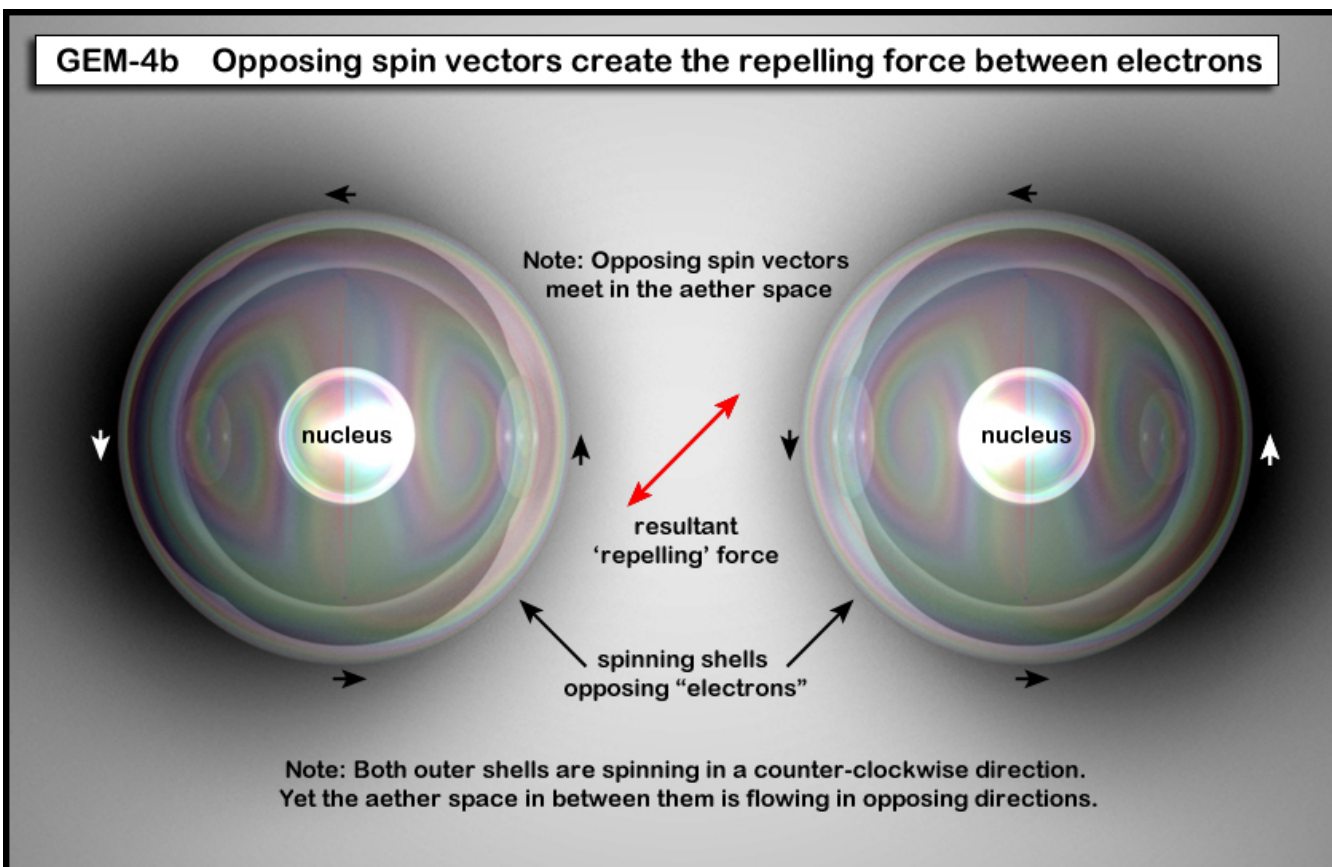 GEM-4b Opposing spin vectors create the repelling force between electrons
Note: Opposing spin vectors
meet in the aether space
nucleus
nucleus
resultant
‘repelling’ force
spinning shells
opposing “electrons”
Note: Both outer shells are spinning in a counter-clockwise direction.
Yet the aether space in between them is flowing in opposing directions.